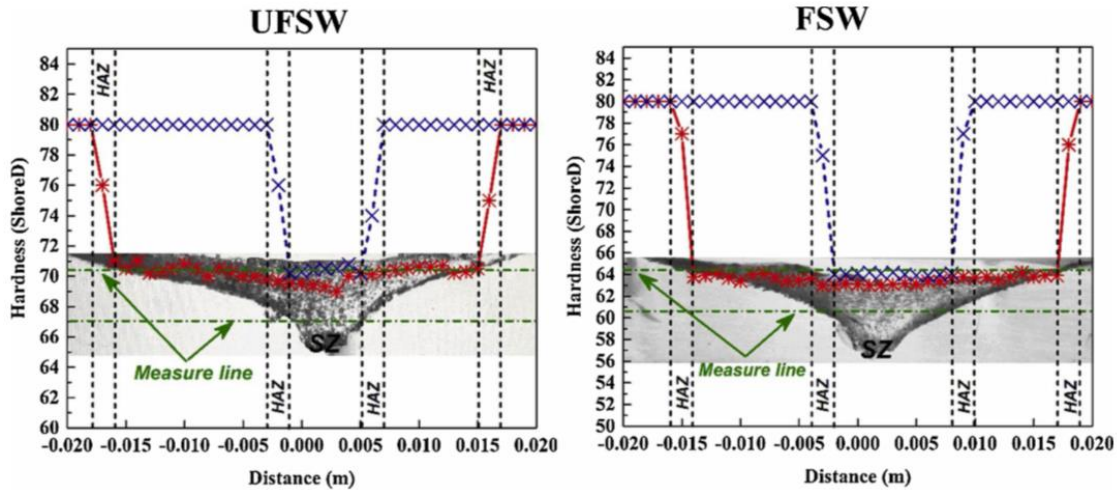 UFSW
84
82
80
78
76
74
72
70
68
66
64
62
60
Hardness (ShoreD)
HAZ
HAZ
SZ
Measure line
HAZ
HAZ
-0.020 -0.015 -0.010 -0.005 0.000 0.005 0.010 0.015 0.020
Distance (m)
FSW
84
82
80
78
76
74
72
70
68
66
64
62
60
58
56
54
52
50
Hardness (ShoreD)
SZ
Measure line
HAZ
HAZ
HAZ
HAZ
-0.020 -0.015 -0.010 -0.005 0.000 0.005 0.010 0.015 0.020
Distance (m)